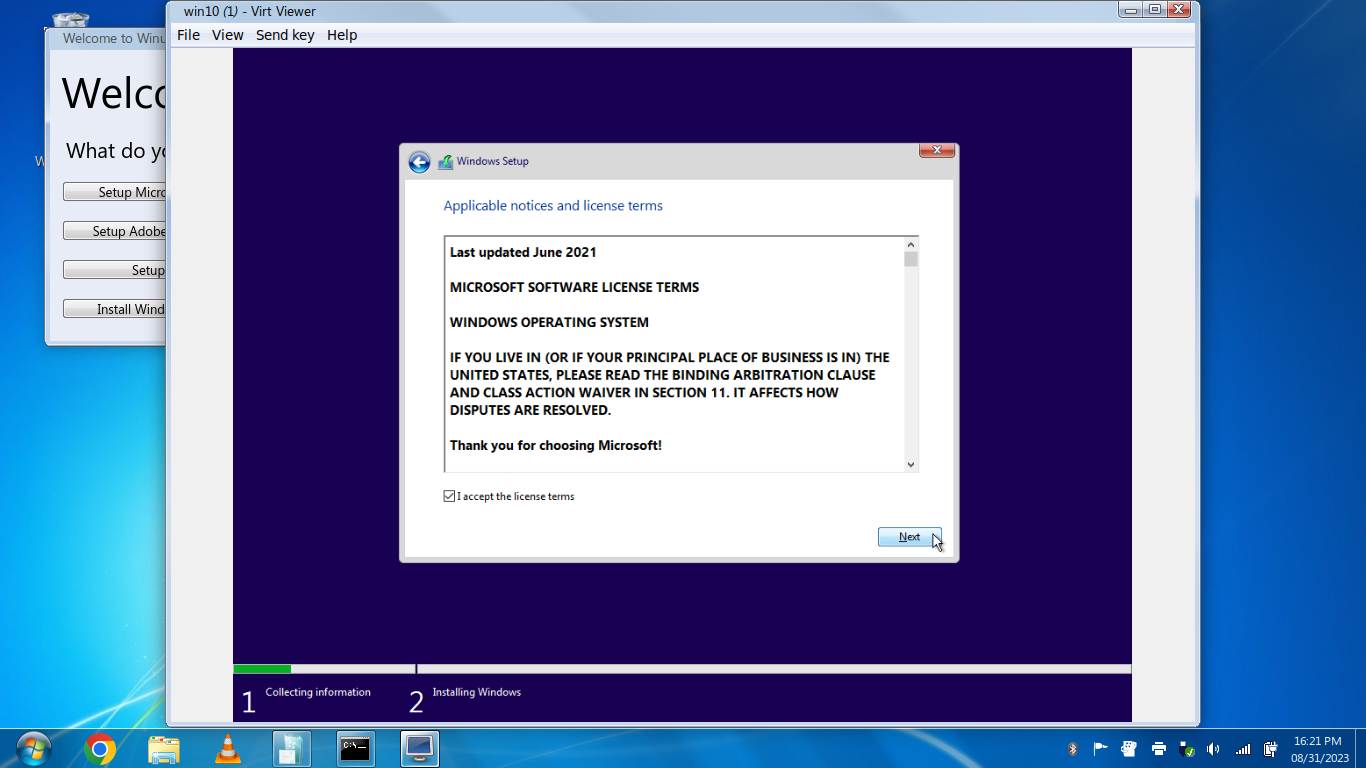 win10 (1) - Virt Viewer
File View Send key Help
Welcome to Winu
Welco
What do yo
Setup Micro
Setup Adobe
Setup
Install Wind
W
Windows Setup
Applicable notices and license terms
Last updated June 2021
MICROSOFT SOFTWARE LICENSE TERMS
WINDOWS OPERATING SYSTEM
IF YOU LIVE IN (OR IF YOUR PRINCIPAL PLACE OF BUSINESS IS IN) THE
UNITED STATES, PLEASE READ THE BINDING ARBITRATION CLAUSE
AND CLASS ACTION WAIVER IN SECTION 11. IT AFFECTS HOW
DISPUTES ARE RESOLVED.
Thank you for choosing Microsoft!
I accept the license terms
Next
1 Collecting information 2 Installing Windows
C:\
16:21 PM
08/31/2023